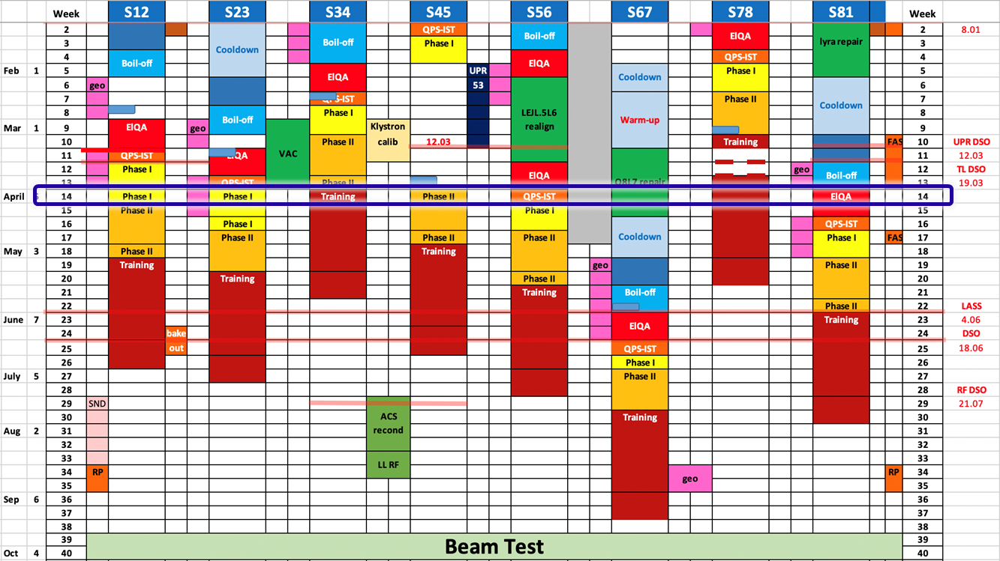 Week S12 S23 S34 S45 S56 S67 S78 S81 Week
2 QPS-IST 2 8.01
3 Cooldown Boil-off Phase I Boil-off ElQA lyra repair 3
4 Boil-off ElQA QPS-IST 4
Feb 1 5 ElQA UPR Cooldown Phase I 5
6 geo 53 Cooldown 6
7 QPS-IST Phase II 7
8 Boil-off Phase I LEJL.5L6 Warm-up 8
Mar 1 9 ElQA geo Klystron realign 9
10 VAC Phase II calib 12.03 Training FAS 10 UPR DSO
11 QPS-IST ElQA 11 12.03
12 Phase I ElQA geo Boil-off 12 TL DSO
13 QPS-IST Phase II Q8L7 repair 13 19.03
April 14 Phase I Phase I Training Phase II QPS-IST ElQA 14
15 Phase II Phase I 15
16 Phase I Cooldown QPS-IST 16
17 Phase II Phase II Phase II Phase I FAS 17
May 3 18 Phase II Training 18
19 Training geo Phase II 19
20 Training Phase II 20
21 Training Boil-off 21
22 Phase II 22 LASS
June 7 23 ElQA Training 23 4.06
24 bake 24 DSO
25 out QPS-IST 25 18.06
26 Phase I 26
July 5 27 Phase II 27
28 28 RF DSO
29 SND 29 21.07
30 ACS Training 30
Aug 2 31 recond 31
32 32
33 LL RF 33
34 RP geo RP 34
35 35
Sep 6 36 36
37 37
38 38
39 Beam Test 39
Oct 4 40 40